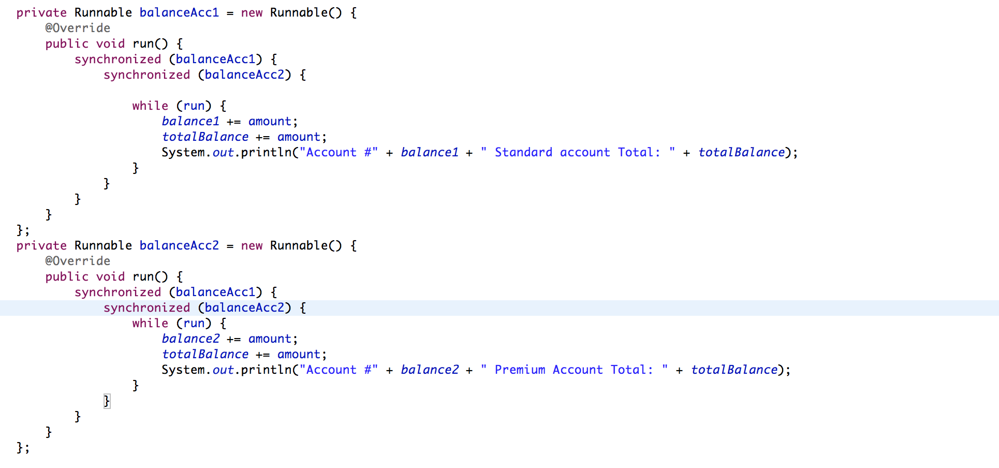 private Runnable balanceAcc1 = new Runnable() {
    @Override
    public void run() {
        synchronized (balanceAcc1) {
            synchronized (balanceAcc2) {

                while (run) {
                    balance1 += amount;
                    totalBalance += amount;
                    System.out.println("Account #" + balance1 + " Standard account Total: " + totalBalance);
                }
            }
        }
    }
};
private Runnable balanceAcc2 = new Runnable() {
    @Override
    public void run() {
        synchronized (balanceAcc1) {
            synchronized (balanceAcc2) {
                while (run) {
                    balance2 += amount;
                    totalBalance += amount;
                    System.out.println("Account #" + balance2 + " Premium Account Total: " + totalBalance);
                }
            }
        }
    }
};